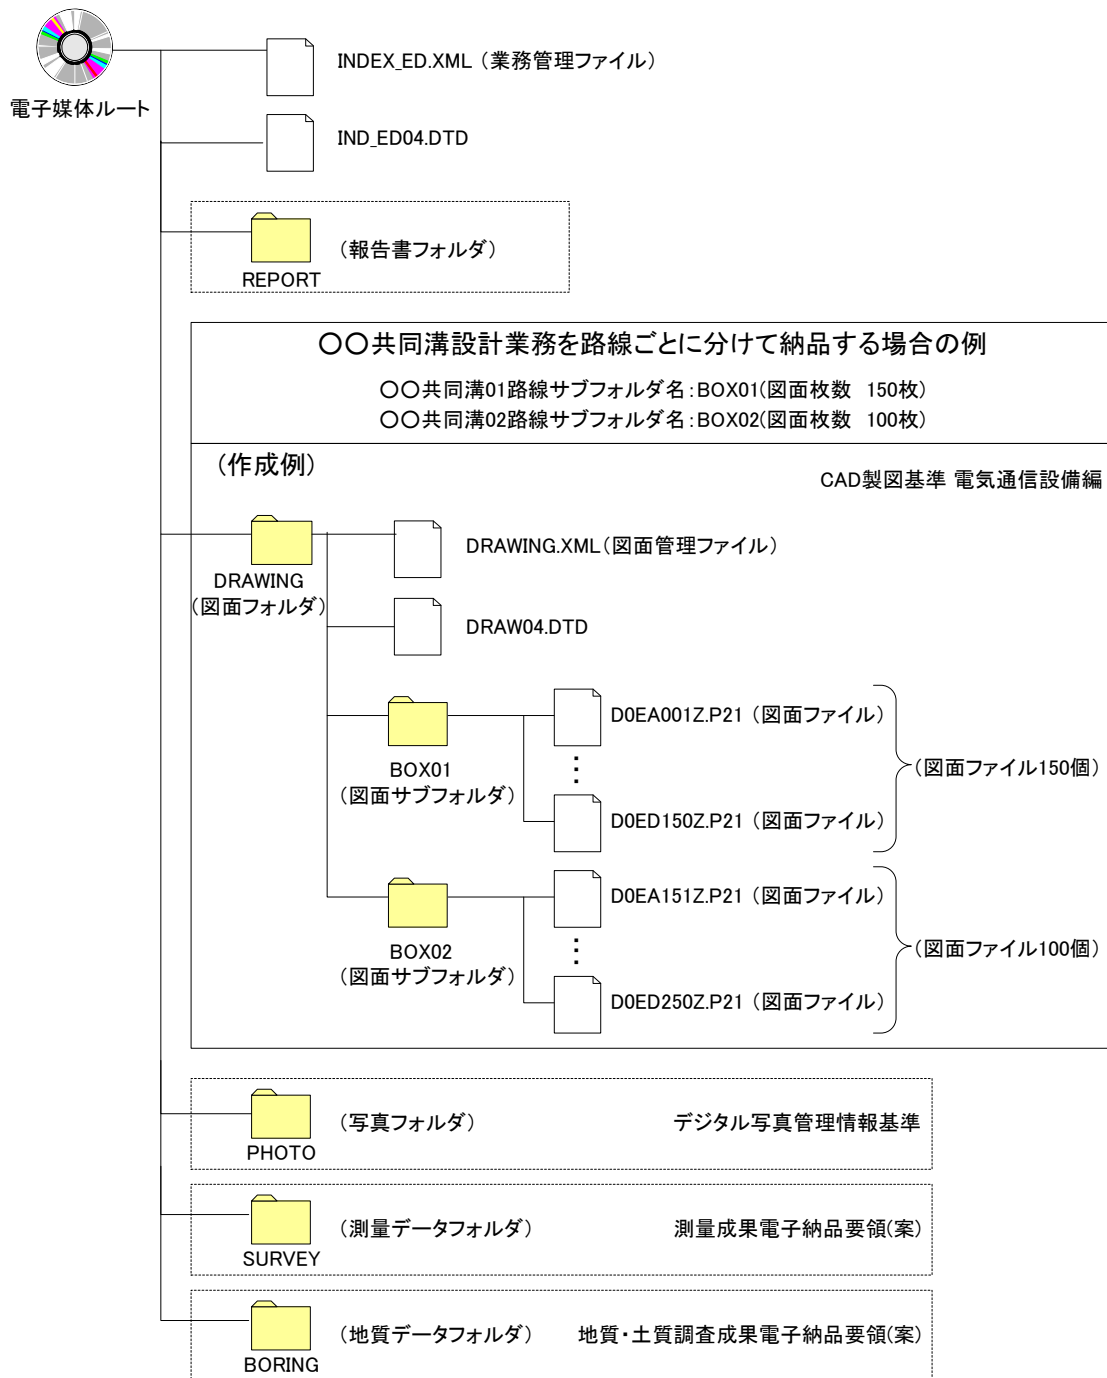 INDEX_ED.XML（業務管理ファイル）
電子媒体ルート
IND_ED04.DTD
（報告書フォルダ）
REPORT
〇〇共同溝設計業務を路線ごとに分けて納品する場合の例
〇〇共同溝01路線サブフォルダ名：BOX01(図面枚数　150枚)
〇〇共同溝02路線サブフォルダ名：BOX02(図面枚数　100枚)
（作成例）
CAD製図基準 電気通信設備編
DRAWING.XML（図面管理ファイル）
DRAWING
（図面フォルダ）
DRAW04.DTD
D0EA001Z.P21（図面ファイル）
BOX01
（図面サブフォルダ）
（図面ファイル150個）
D0ED150Z.P21（図面ファイル）
D0EA151Z.P21（図面ファイル）
BOX02
（図面サブフォルダ）
（図面ファイル100個）
D0ED250Z.P21（図面ファイル）
（写真フォルダ）　デジタル写真管理情報基準
PHOTO
（測量データフォルダ）　測量成果電子納品要領(案)
SURVEY
（地質データフォルダ）　地質・土質調査成果電子納品要領(案)
BORING